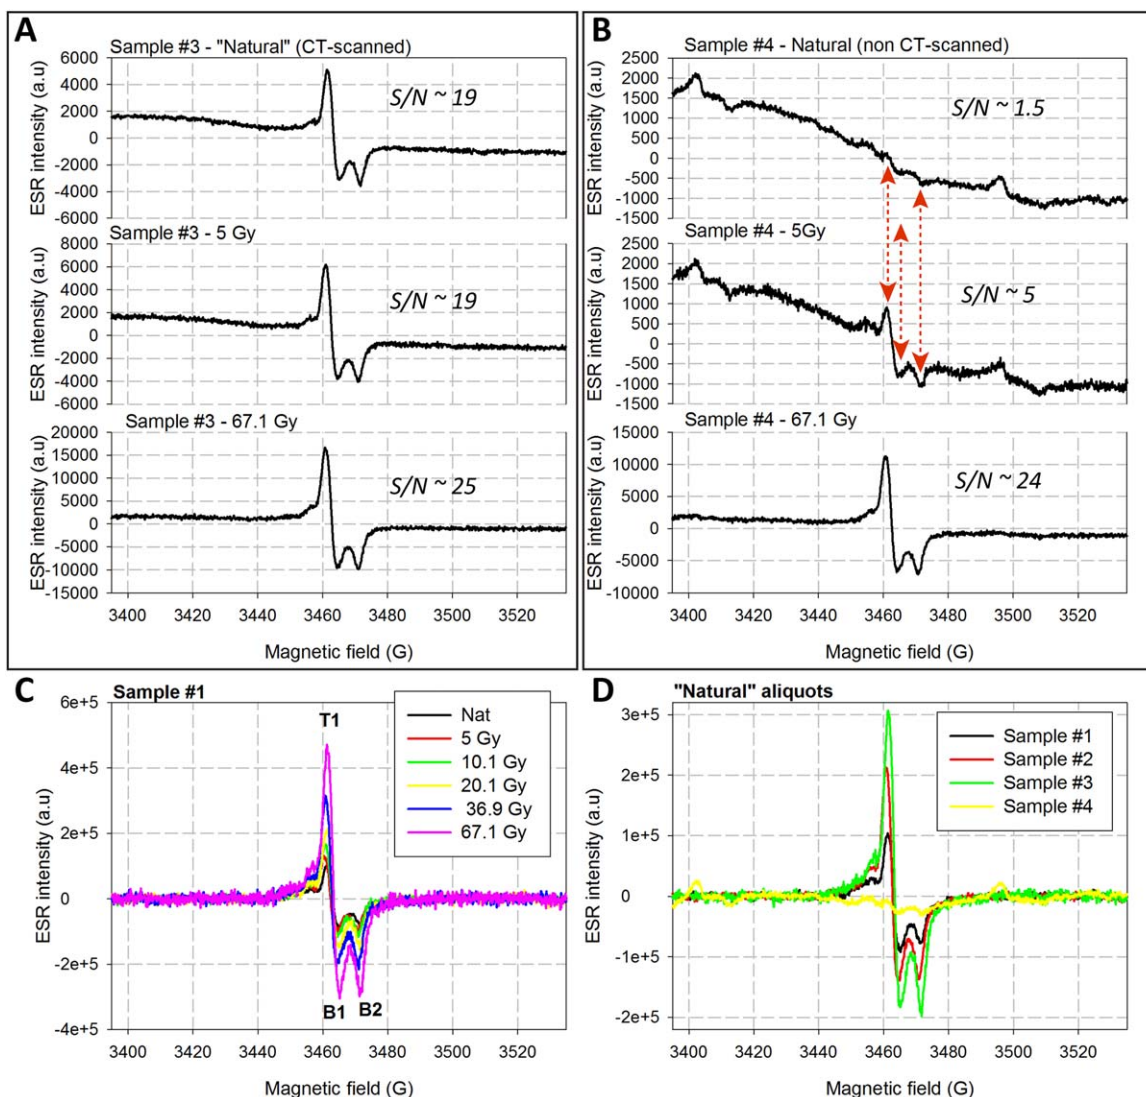 A
Sample #3 - "Natural" (CT-scanned)
6000
4000
2000
0
-2000
-4000
-6000
ESR intensity (a.u)
S/N ~ 19
Sample #3 - 5 Gy
8000
6000
4000
2000
0
-2000
-4000
-6000
ESR intensity (a.u)
S/N ~ 19
Sample #3 - 67.1 Gy
20000
15000
10000
5000
0
-5000
-10000
-15000
ESR intensity (a.u)
S/N ~ 25
3400 3420 3440 3460 3480 3500 3520
Magnetic field (G)
B
Sample #4 - Natural (non CT-scanned)
2500
2000
1500
1000
500
0
-500
-1000
-1500
ESR intensity (a.u)
S/N ~ 1.5
Sample #4 - 5Gy
2500
2000
1500
1000
500
0
-500
-1000
-1500
ESR intensity (a.u)
S/N ~ 5
Sample #4 - 67.1 Gy
15000
10000
5000
0
-5000
-10000
ESR intensity (a.u)
S/N ~ 24
3400 3420 3440 3460 3480 3500 3520
Magnetic field (G)
C
Sample #1
6e+5
4e+5
2e+5
0
-2e+5
-4e+5
ESR intensity (a.u)
T1
B1
B2
Nat
5 Gy
10.1 Gy
20.1 Gy
36.9 Gy
67.1 Gy
3400 3420 3440 3460 3480 3500 3520
Magnetic field (G)
D
"Natural" aliquots
3e+5
2e+5
1e+5
0
-1e+5
-2e+5
ESR intensity (a.u)
Sample #1
Sample #2
Sample #3
Sample #4
3400 3420 3440 3460 3480 3500 3520
Magnetic field (G)